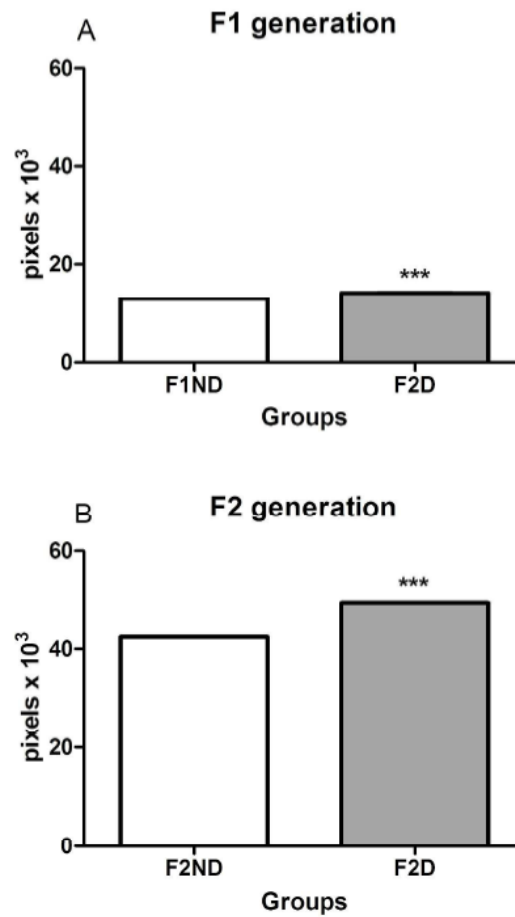 A
F1 generation
60
40
20
0
pixels x 10³
***
F1ND F2D
Groups
B
F2 generation
60
40
20
0
pixels x 10³
***
F2ND F2D
Groups